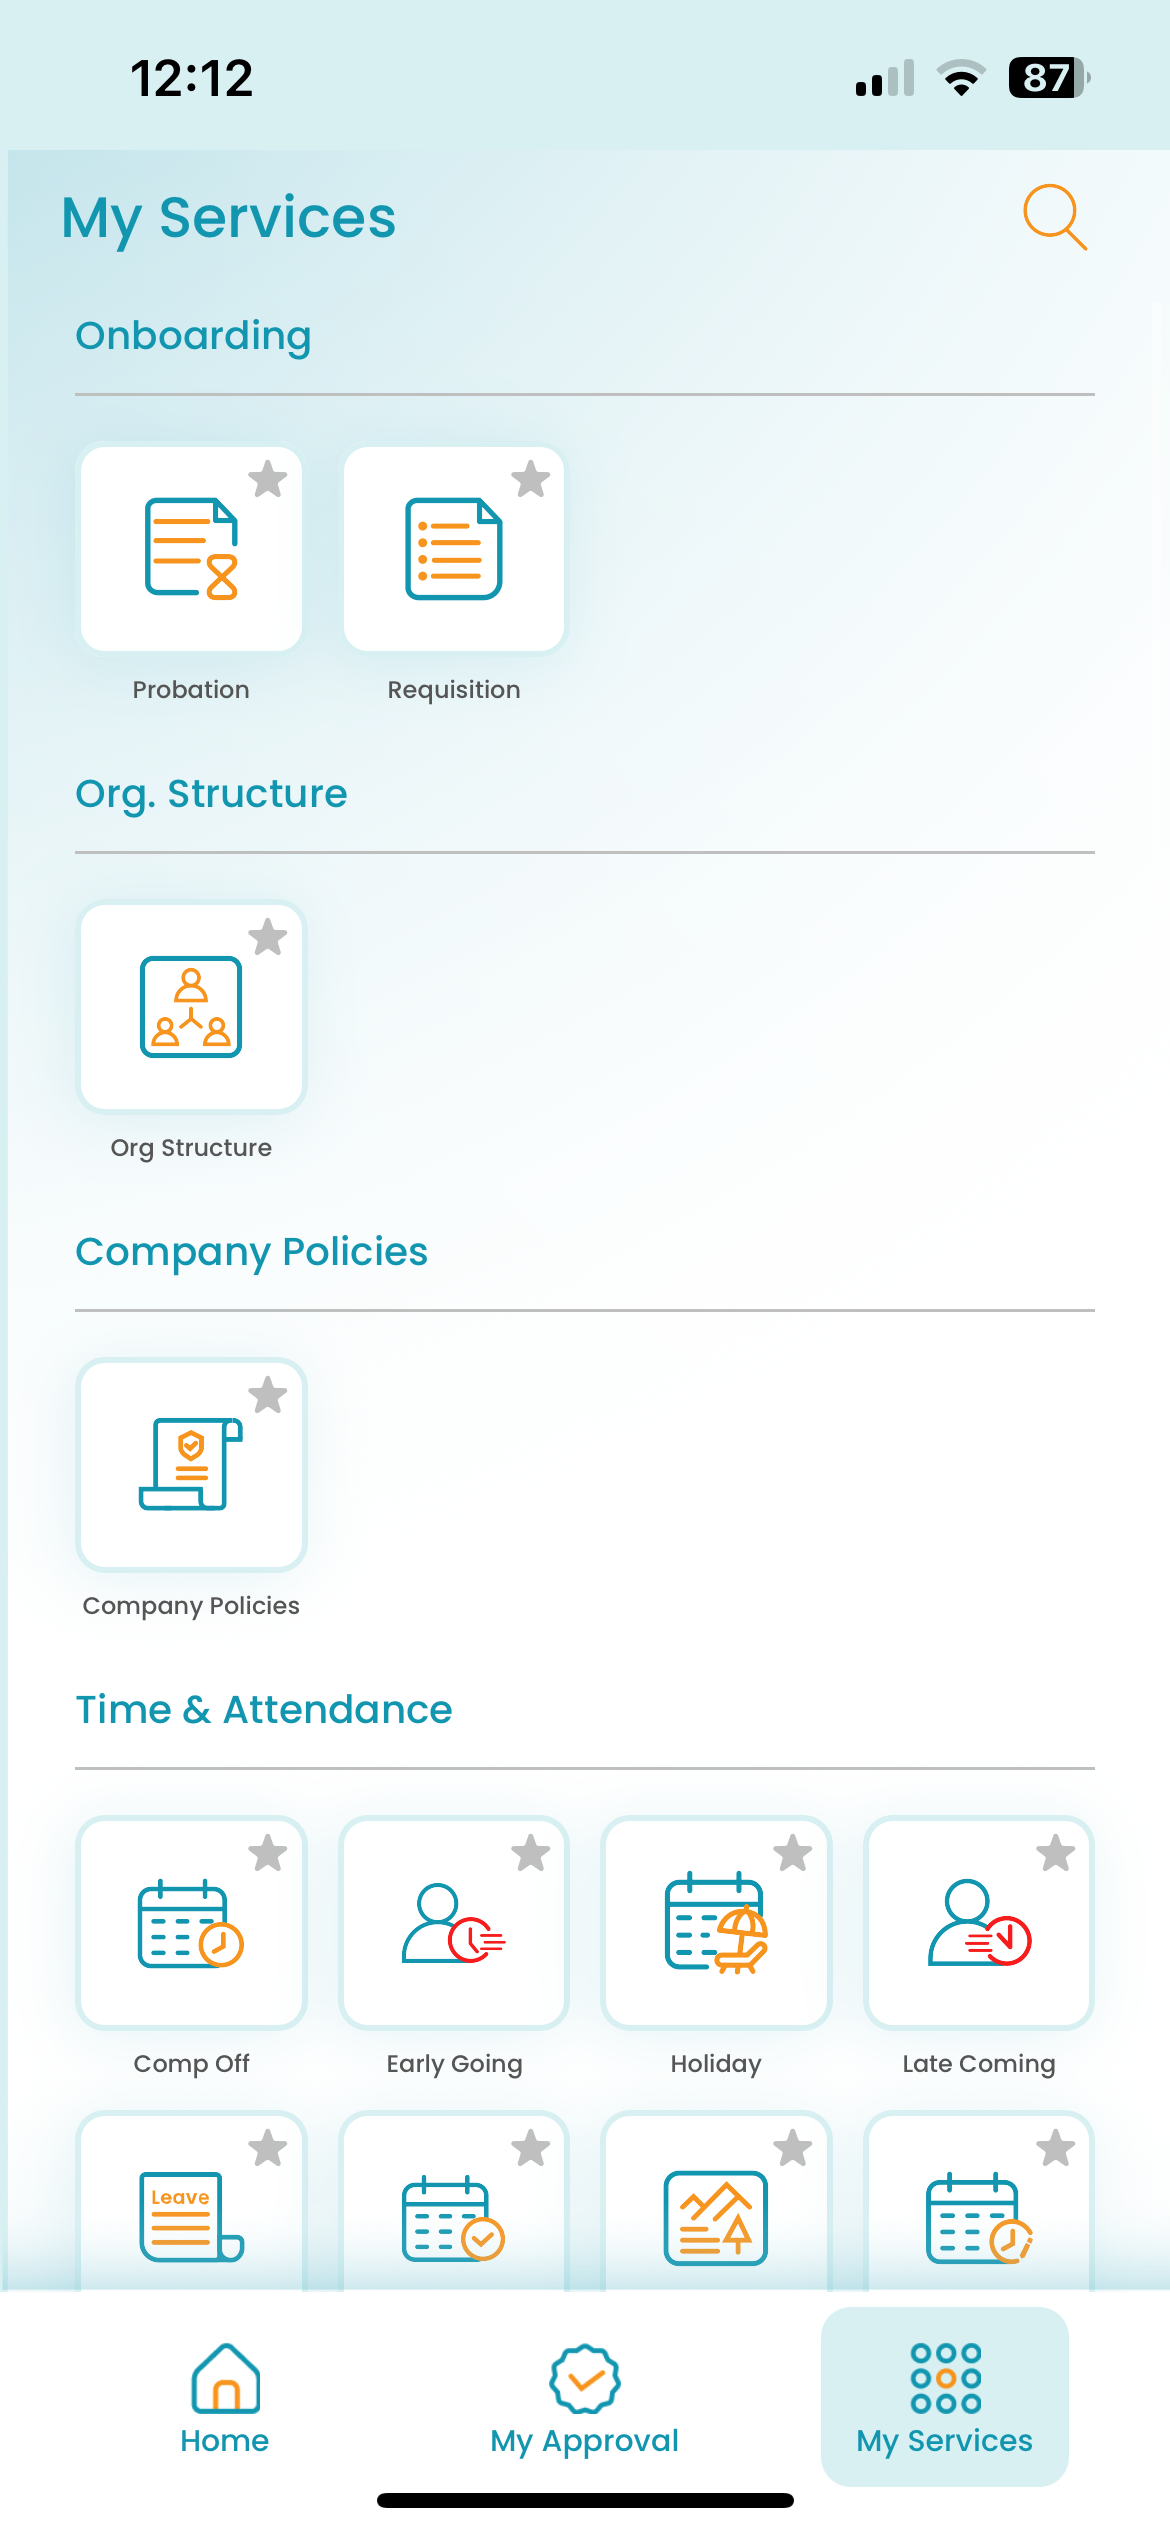 12:12
87
My Services
Onboarding
Probation
Requisition
Org. Structure
Org Structure
Company Policies
Company Policies
Time & Attendance
Comp Off
Early Going
Holiday
Late Coming
Leave
Home
My Approval
My Services